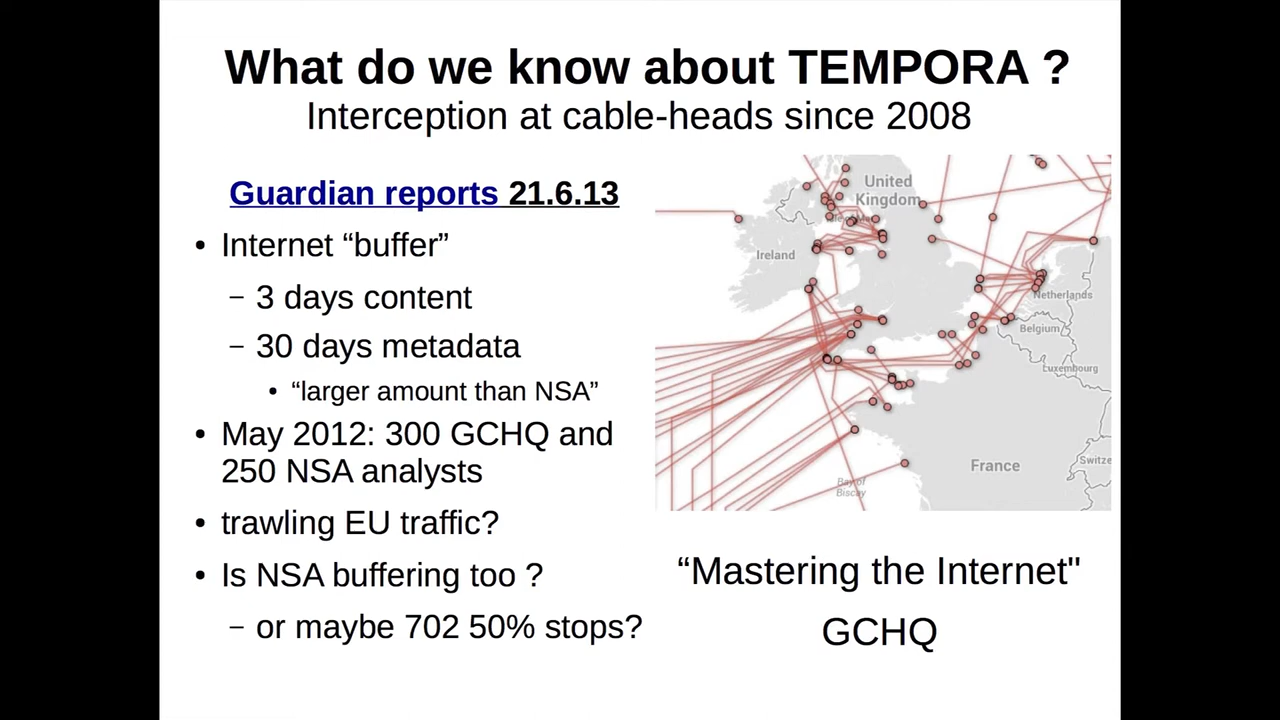 What do we know about TEMPORA ?
Interception at cable-heads since 2008
Guardian reports 21.6.13
• Internet “buffer”
– 3 days content
– 30 days metadata
• “larger amount than NSA”
• May 2012: 300 GCHQ and
250 NSA analysts
• trawling EU traffic?
• Is NSA buffering too ?
– or maybe 702 50% stops?
United
Kingdom
Ireland
Netherlands
Belgium
Luxembourg
France
Switze
Bay of
Biscay
“Mastering the Internet"
GCHQ